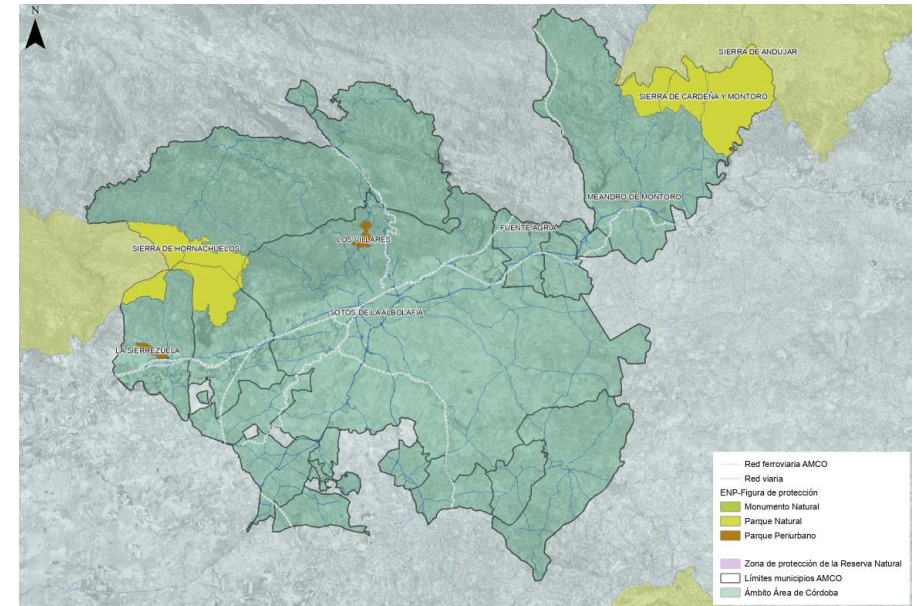 N
SIERRA DE ANDÚJAR
SIERRA DE CARDEÑA Y MONTORO
MEANDRO DE MONTORO
FUENTE AGRIA
LOS VILLARES
SIERRA DE HORNACHUELOS
SOTOS DE LA ALBOLAFIA
LA SIERREZUELA
Red ferroviaria AMCO
Red viaria
ENP-Figura de protección
Monumento Natural
Parque Natural
Parque Periurbano
Zona de protección de la Reserva Natural
Límites municipios AMCO
Ámbito Área de Córdoba